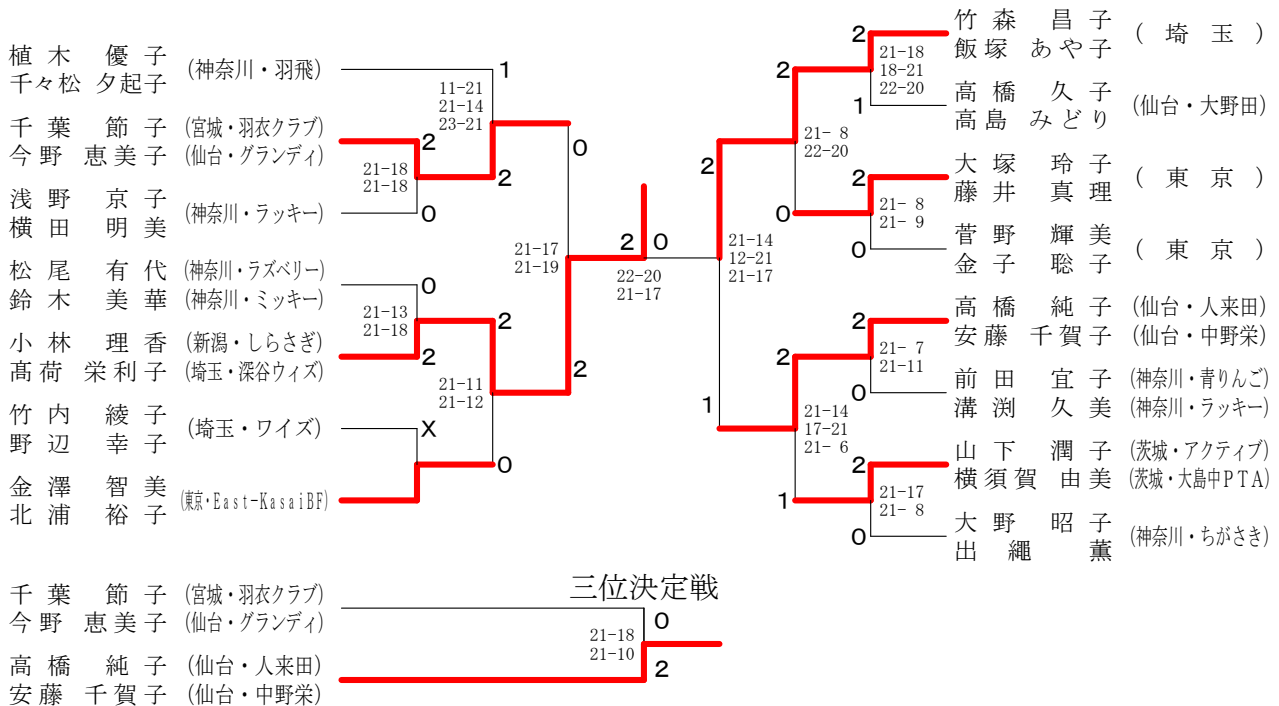 植木 優子
千々松 夕起子
(神奈川・羽飛)
1
11-21
21-14
23-21
千葉 節子 (宮城・羽衣クラブ)
今野 恵美子 (仙台・グランディ)
2
21-18
21-18
2
0
浅野 京子
横田 明美
(神奈川・ラッキー)
0
21-17
21-19
松尾 有代 (神奈川・ラズベリー)
鈴木 美華 (神奈川・ミッキー)
0
21-13
21-18
2
小林 理香 (新潟・しらさぎ)
髙荷 栄利子 (埼玉・深谷ウィズ)
2
21-11
21-12
2
竹内 綾子
野辺 幸子
(埼玉・ワイズ)
X
0
金澤 智美
北浦 裕子
(東京・East-KasaiBF)
2 0
22-20
21-17
竹森 昌子
飯塚 あや子
(埼玉)
2
21-18
18-21
22-20
2
高橋 久子
高島 みどり
(仙台・大野田)
1
21- 8
22-20
2
大塚 玲子
藤井 真理
(東京)
2
21- 8
21- 9
0
菅野 輝美
金子 聡子
(東京)
0
21-14
12-21
21-17
高橋 純子 (仙台・人来田)
安藤 千賀子 (仙台・中野栄)
2
21- 7
21-11
2
前田 宜子 (神奈川・青りんご)
溝渕 久美 (神奈川・ラッキー)
0
1
21-14
17-21
21- 6
山下 潤子 (茨城・アクティブ)
横須賀 由美 (茨城・大島中PTA)
2
21-17
21- 8
1
大野 昭子
出縄 薫
(神奈川・ちがさき)
0
三位決定戦
千葉 節子 (宮城・羽衣クラブ)
今野 恵美子 (仙台・グランディ)
0
21-18
21-10
高橋 純子 (仙台・人来田)
安藤 千賀子 (仙台・中野栄)
2